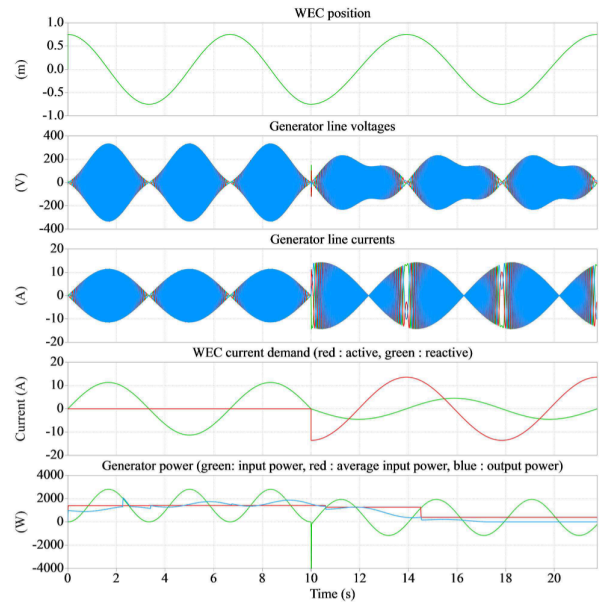 WEC position
1.0
0.5
0.0
-0.5
-1.0
(m)
Generator line voltages
400
200
0
-200
-400
(V)
Generator line currents
20
10
0
-10
-20
(A)
WEC current demand (red : active, green : reactive)
20
10
0
-10
-20
Current (A)
Generator power (green: input power, red : average input power, blue : output power)
4000
2000
0
-2000
-4000
(W)
0 2 4 6 8 10 12 14 16 18 20
Time (s)